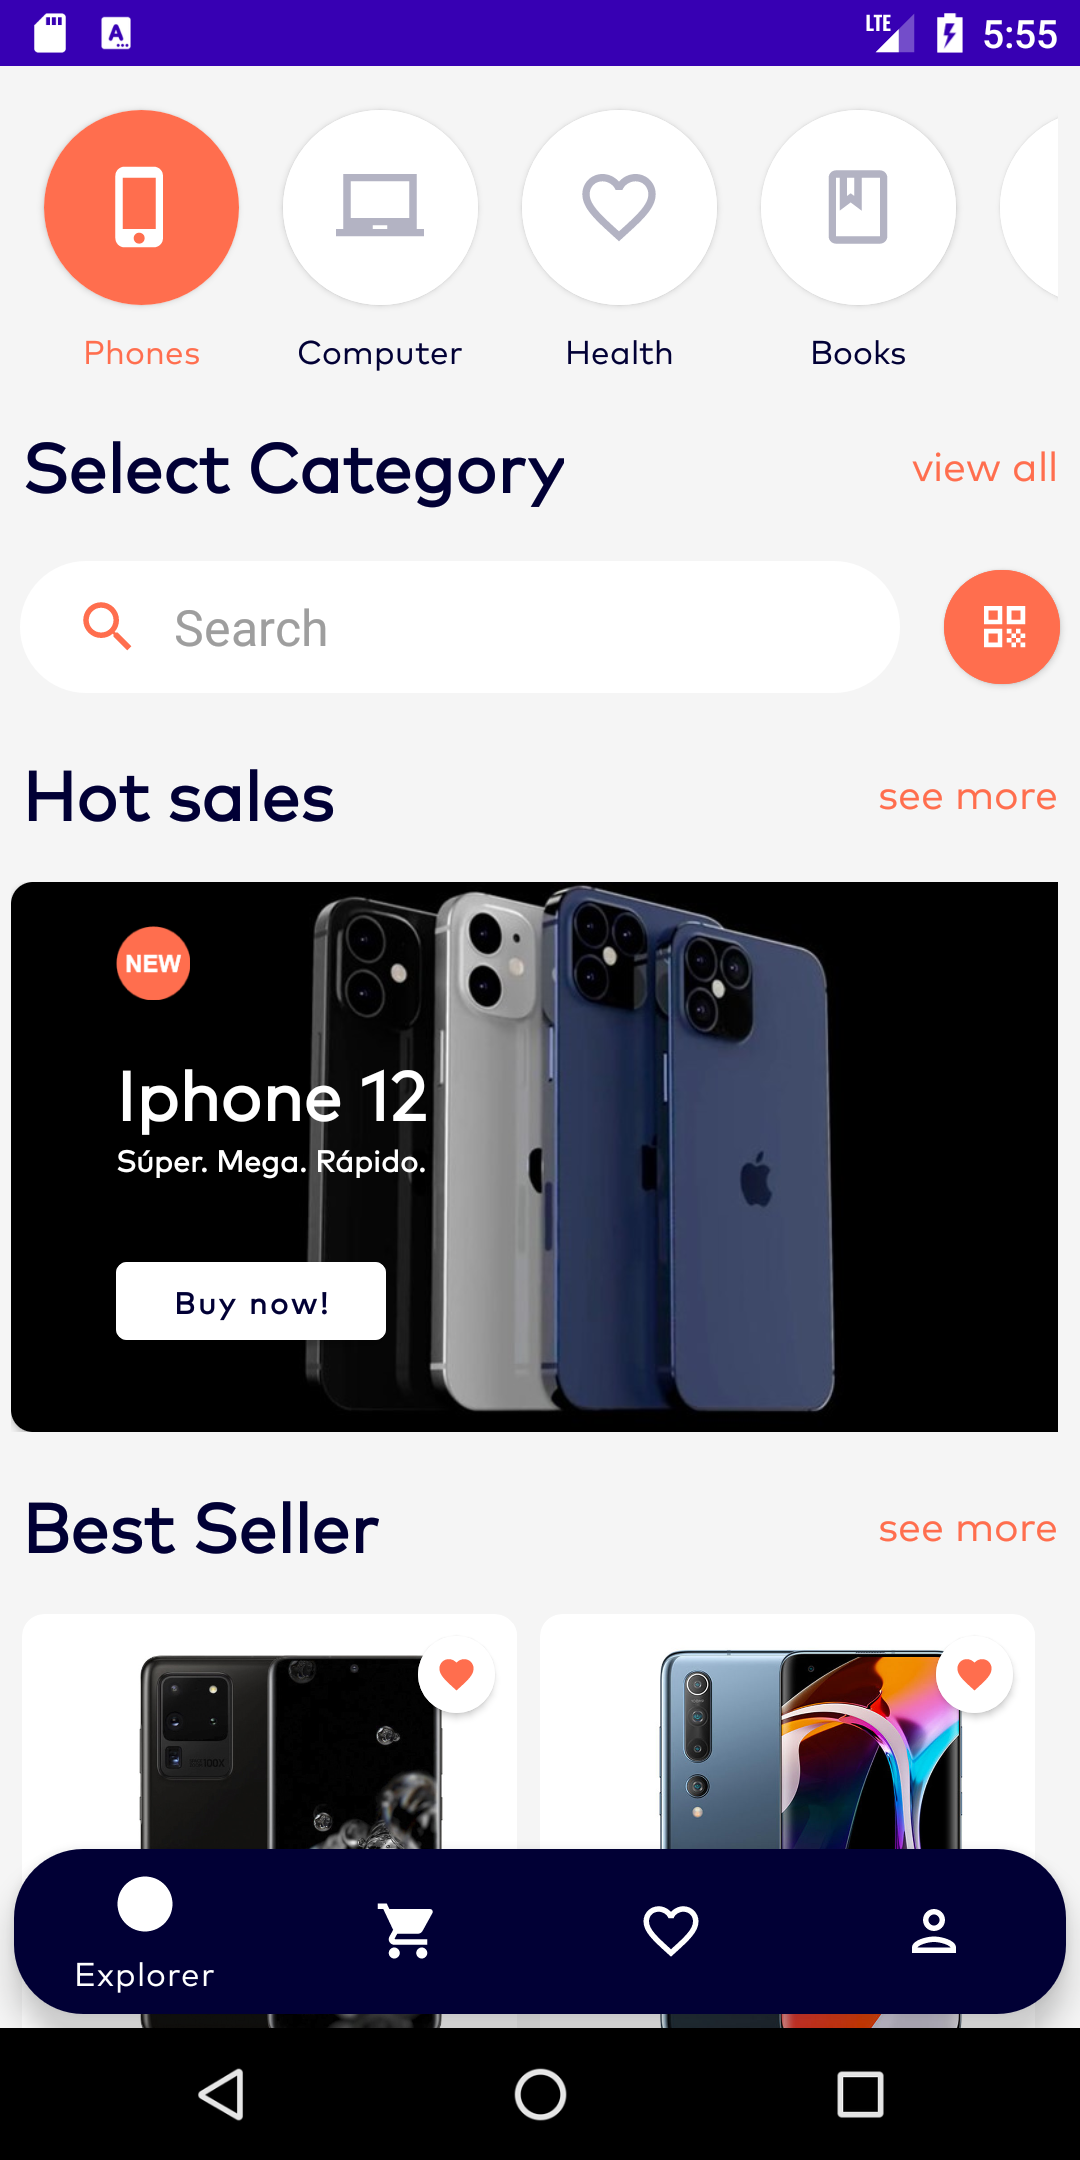 LTE 5:55
Phones Computer Health Books
Select Category view all
Search
Hot sales see more
NEW
Iphone 12
Súper. Mega. Rápido.
Buy now!
Best Seller see more
100X
Explorer